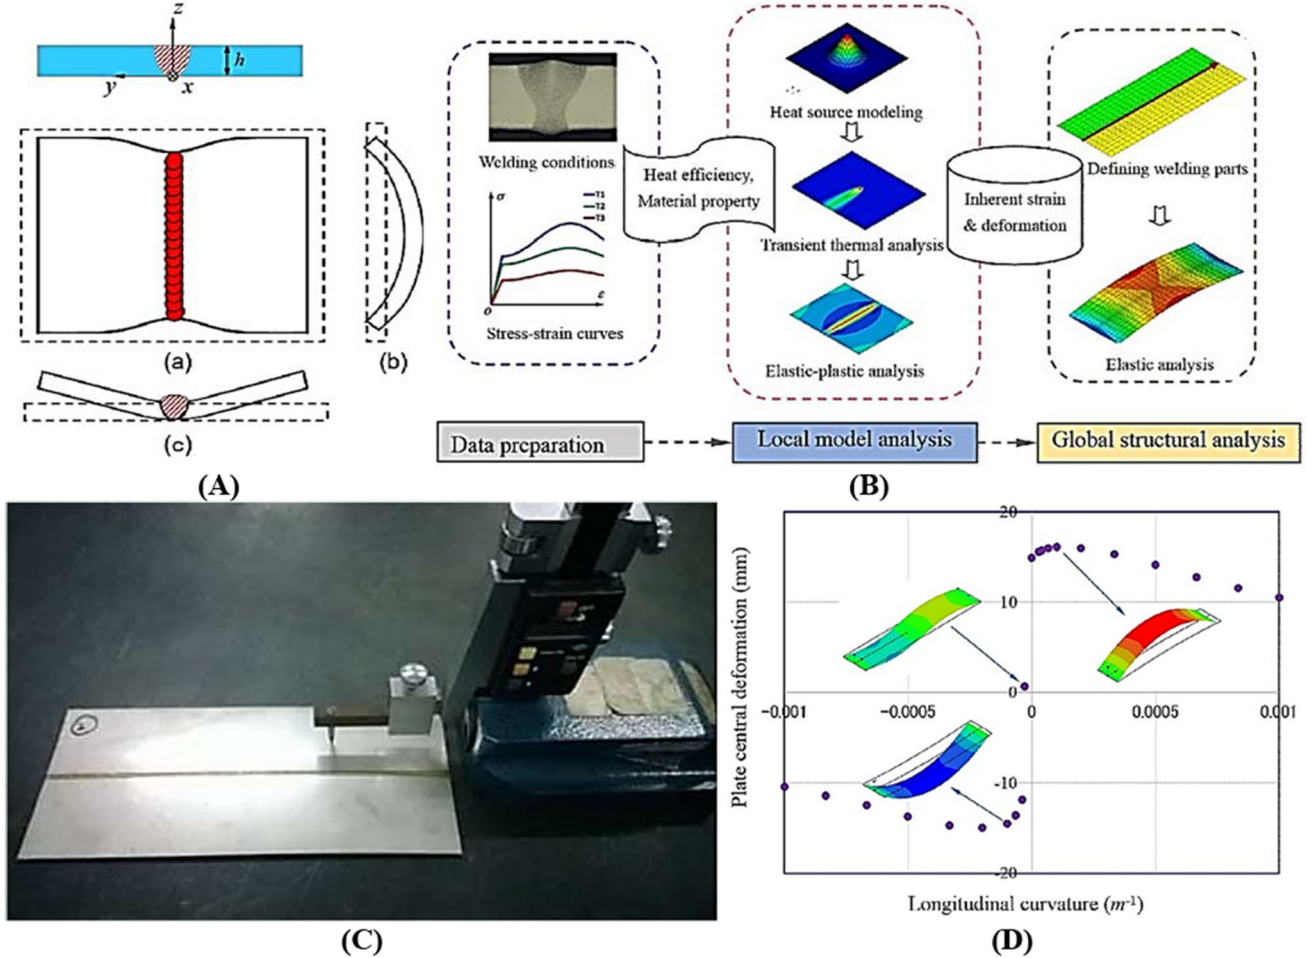 z
h
y
x
(a)
(b)
(c)
(A)
Welding conditions
σ
T1
T2
T3
o
ε
Stress-strain curves
Heat efficiency,
Material property
Heat source modeling
Transient thermal analysis
Elastic-plastic analysis
Inherent strain
& deformation
Defining welding parts
Elastic analysis
Data preparation
Local model analysis
Global structural analysis
(B)
(C)
Plate central deformation (mm)
20
10
0
-10
-20
−0.001
−0.0005
0
0.0005
0.001
Longitudinal curvature (m⁻¹)
(D)